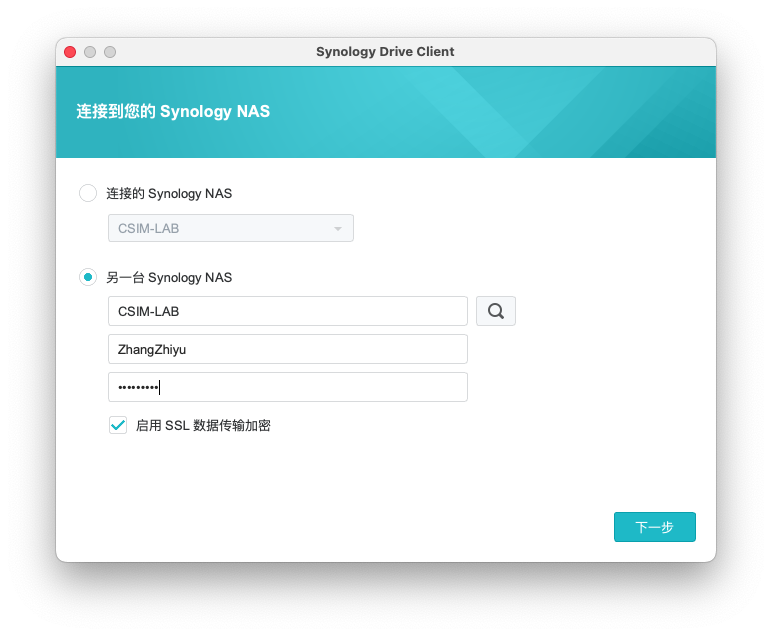 Synology Drive Client
连接到您的 Synology NAS
连接的 Synology NAS
CSIM-LAB
另一台 Synology NAS
CSIM-LAB
ZhangZhiyu
•••••••••
启用 SSL 数据传输加密
下一步